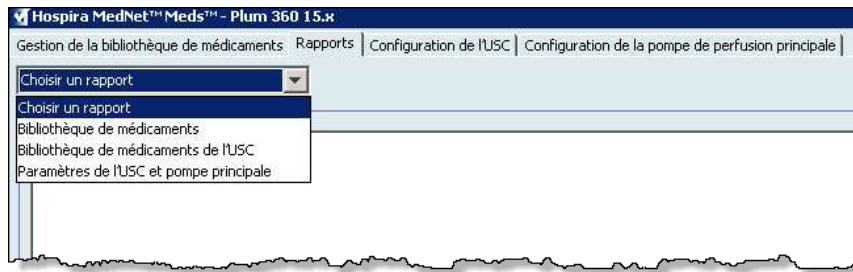 Hospira MedNet™ Meds™ - Plum 360 15.x
Gestion de la bibliothèque de médicaments Rapports Configuration de l'USC Configuration de la pompe de perfusion principale
Choisir un rapport
Choisir un rapport
Bibliothèque de médicaments
Bibliothèque de médicaments de l'USC
Paramètres de l'USC et pompe principale